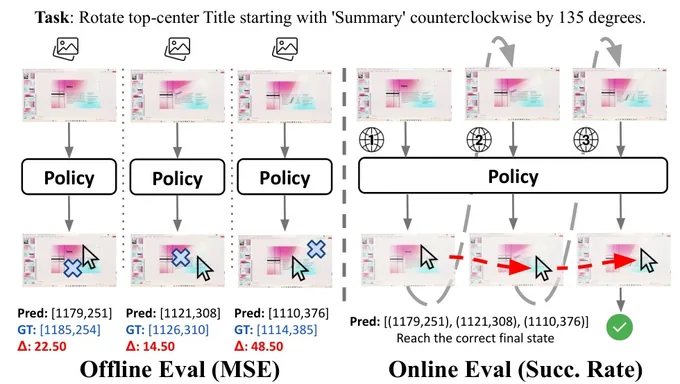 Task: Rotate top-center Title starting with 'Summary' counterclockwise by 135 degrees.
1
2
3
Policy
Policy
Policy
Policy
Pred: [1179,251]
GT: [1185,254]
Δ: 22.50
Pred: [1121,308]
GT: [1126,310]
Δ: 14.50
Pred: [1110,376]
GT: [1114,385]
Δ: 48.50
Pred: [(1179,251), (1121,308), (1110,376)]
Reach the correct final state
Offline Eval (MSE)
Online Eval (Succ. Rate)